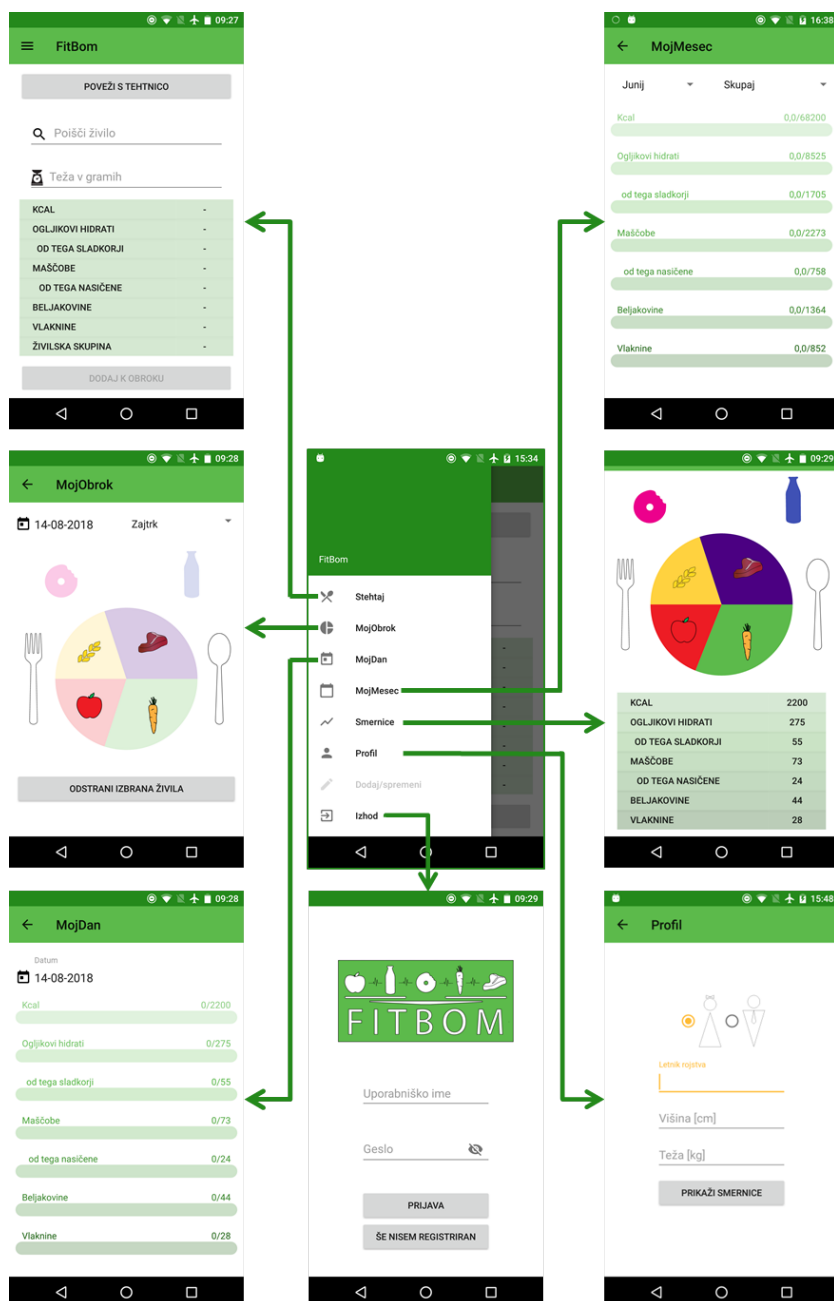 09:27
FitBom
POVEŽI S TEHTNICO
Poišči živilo
Teža v gramih
KCAL -
OGLJIKOVI HIDRATI -
OD TEGA SLADKORJI -
MAŠČOBE -
OD TEGA NASIČENE -
BELJAKOVINE -
VLAKNINE -
ŽIVILSKA SKUPINA -
DODAJ K OBROKU
16:38
MojMesec
Junij Skupaj
Kcal 0,0/68200
Ogljikovi hidrati 0,0/8525
od tega sladkorji 0,0/1705
Maščobe 0,0/2273
od tega nasičene 0,0/758
Beljakovine 0,0/1364
Vlaknine 0,0/852
09:28
MojObrok
14-08-2018 Zajtrk
ODSTRANI IZBRANA ŽIVILA
15:34
FitBom
Stehtaj
MojObrok
MojDan
MojMesec
Smernice
Profil
Dodaj/spremeni
Izhod
09:29
KCAL 2200
OGLJIKOVI HIDRATI 275
OD TEGA SLADKORJI 55
MAŠČOBE 73
OD TEGA NASIČENE 24
BELJAKOVINE 44
VLAKNINE 28
09:28
MojDan
Datum
14-08-2018
Kcal 0/2200
Ogljikovi hidrati 0/275
od tega sladkorji 0/55
Maščobe 0/73
od tega nasičene 0/24
Beljakovine 0/44
Vlaknine 0/28
09:29
FITBOM
Uporabniško ime
Geslo
PRIJAVA
ŠE NISEM REGISTRIRAN
15:48
Profil
Letnik rojstva
Višina [cm]
Teža [kg]
PRIKAŽI SMERNICE